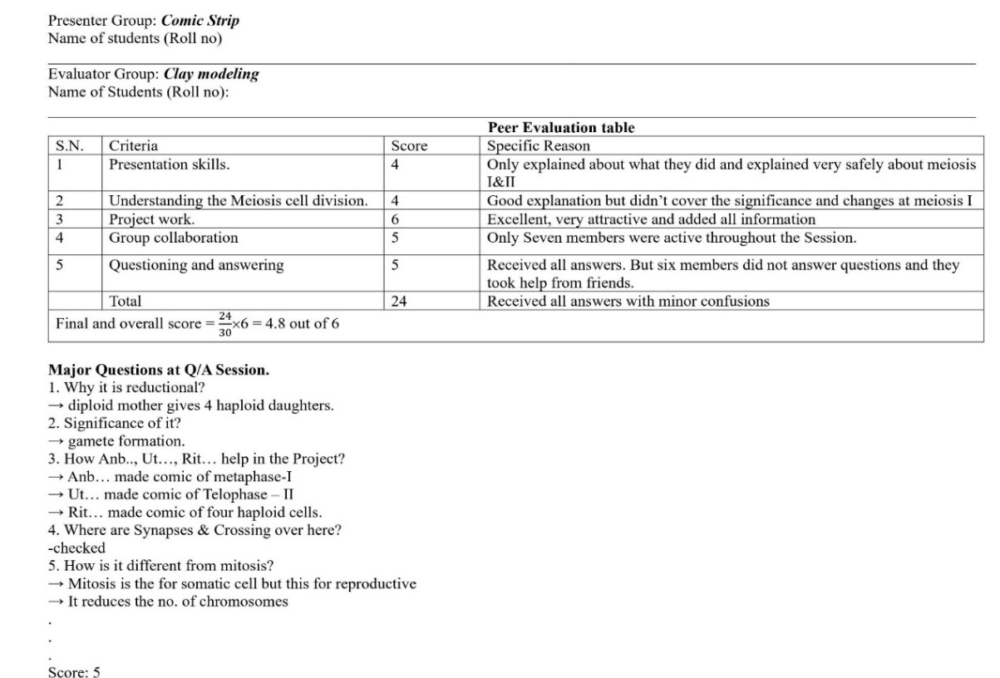 Presenter Group: Comic Strip
Name of students (Roll no)
Evaluator Group: Clay modeling
Name of Students (Roll no):
Peer Evaluation table
S.N. Criteria Score Specific Reason
1 Presentation skills. 4 Only explained about what they did and explained very safely about meiosis
I&II
2 Understanding the Meiosis cell division. 4 Good explanation but didn't cover the significance and changes at meiosis I
3 Project work. 6 Excellent, very attractive and added all information
4 Group collaboration 5 Only Seven members were active throughout the Session.
5 Questioning and answering 5 Received all answers. But six members did not answer questions and they
took help from friends.
Total 24 Received all answers with minor confusions
Final and overall score = 24/30 ×6 = 4.8 out of 6
Major Questions at Q/A Session.
1. Why it is reductional?
→ diploid mother gives 4 haploid daughters.
2. Significance of it?
→ gamete formation.
3. How Anb.., Ut…, Rit… help in the Project?
→ Anb… made comic of metaphase-I
→ Ut… made comic of Telophase – II
→ Rit… made comic of four haploid cells.
4. Where are Synapses & Crossing over here?
-checked
5. How is it different from mitosis?
→ Mitosis is the for somatic cell but this for reproductive
→ It reduces the no. of chromosomes
.
.
.
Score: 5